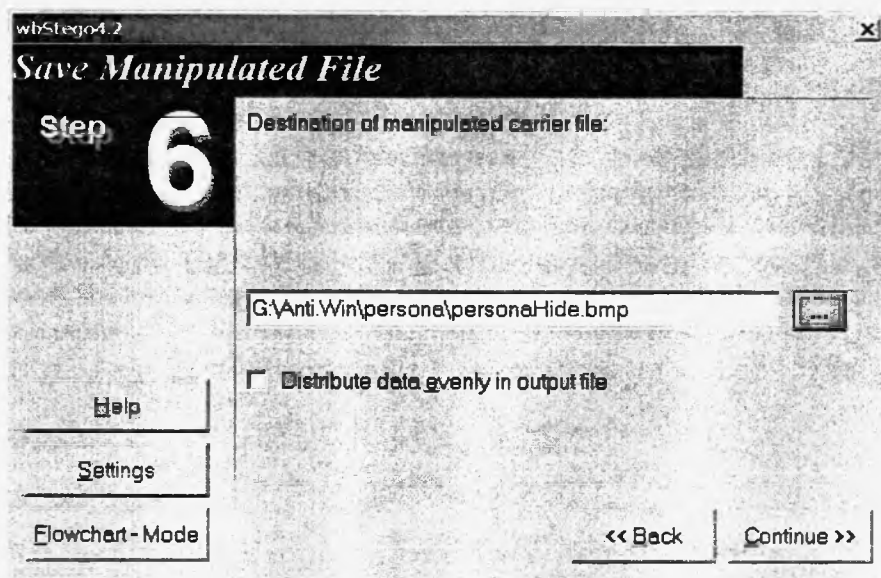 wbStego4.2
Save Manipulated File
Step 6
Destination of manipulated carrier file:
G:\Anti.Win\persona\personaHide.bmp
...
Distribute data evenly in output file
Help
Settings
Flowchart - Mode
<< Back
Continue >>